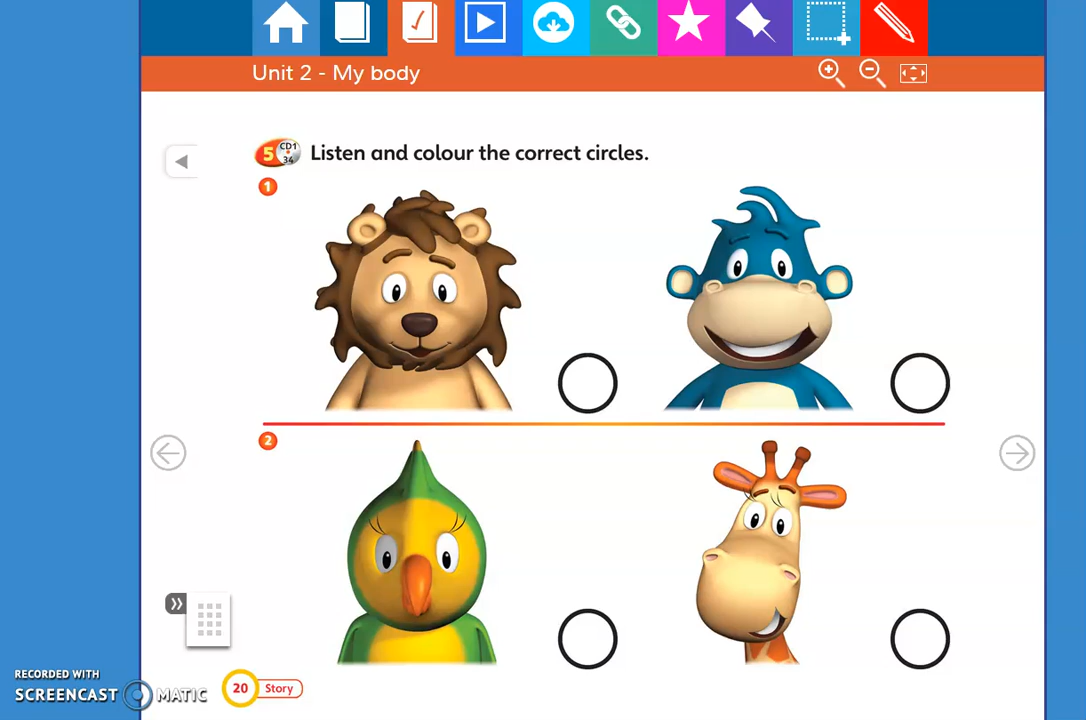 Unit 2 - My body
5 CD1 34 Listen and colour the correct circles.
1
2
20 Story
RECORDED WITH
SCREENCAST MATIC